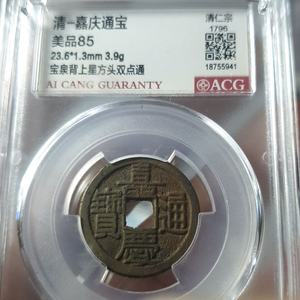 清-嘉庆通宝
美品85
23.6*1.3mm 3.9g
宝泉背上星方头双点通
清仁宗
1796
18755941
AI CANG GUARANTY
ACG
嘉慶通寶